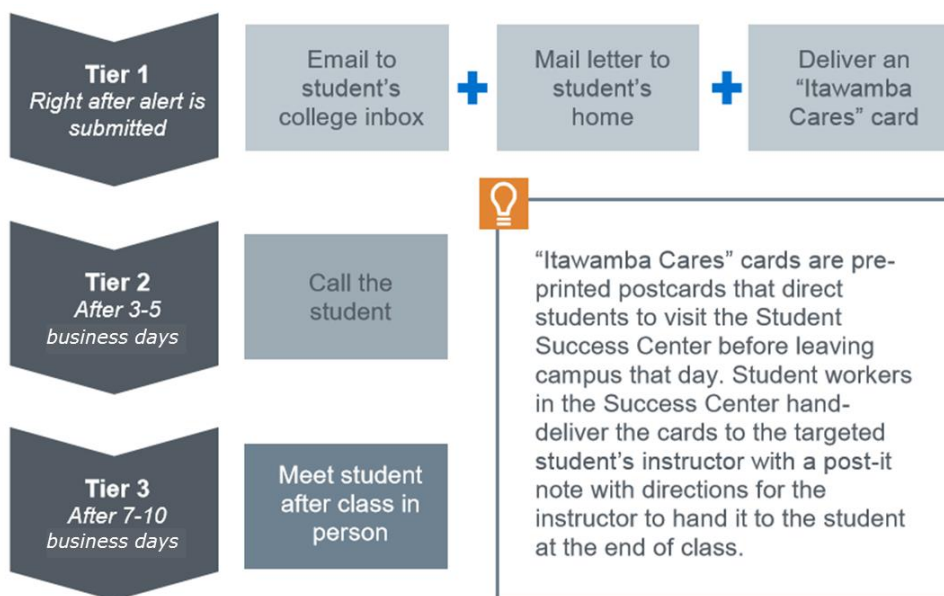 Tier 1
Right after alert is
submitted
Email to
student's
college inbox
Mail letter to
student's
home
Deliver an
“Itawamba
Cares” card
Tier 2
After 3-5
business days
Call the
student
Tier 3
After 7-10
business days
Meet student
after class in
person
“Itawamba Cares” cards are pre-
printed postcards that direct
students to visit the Student
Success Center before leaving
campus that day. Student workers
in the Success Center hand-
deliver the cards to the targeted
student's instructor with a post-it
note with directions for the
instructor to hand it to the student
at the end of class.